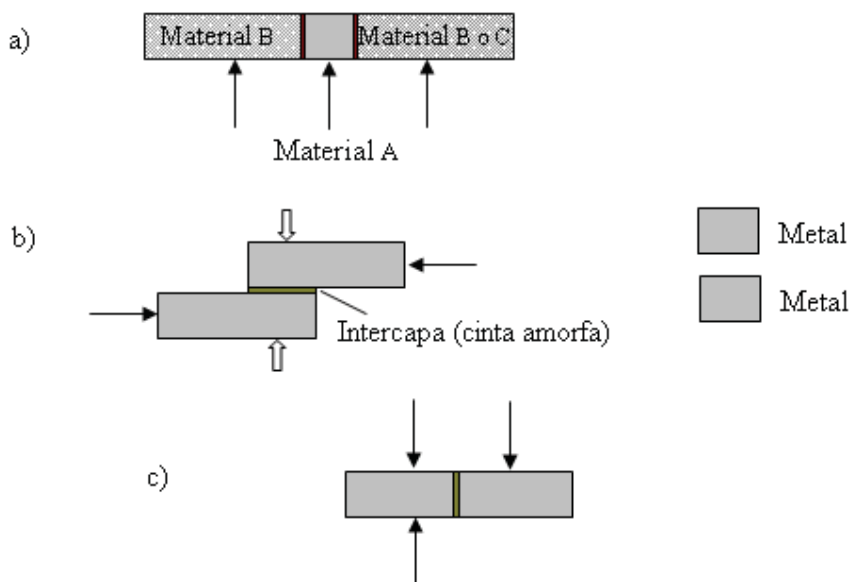 a)
Material B
Material B o C
Material A
b)
Metal
Metal
Intercapa (cinta amorfa)
c)